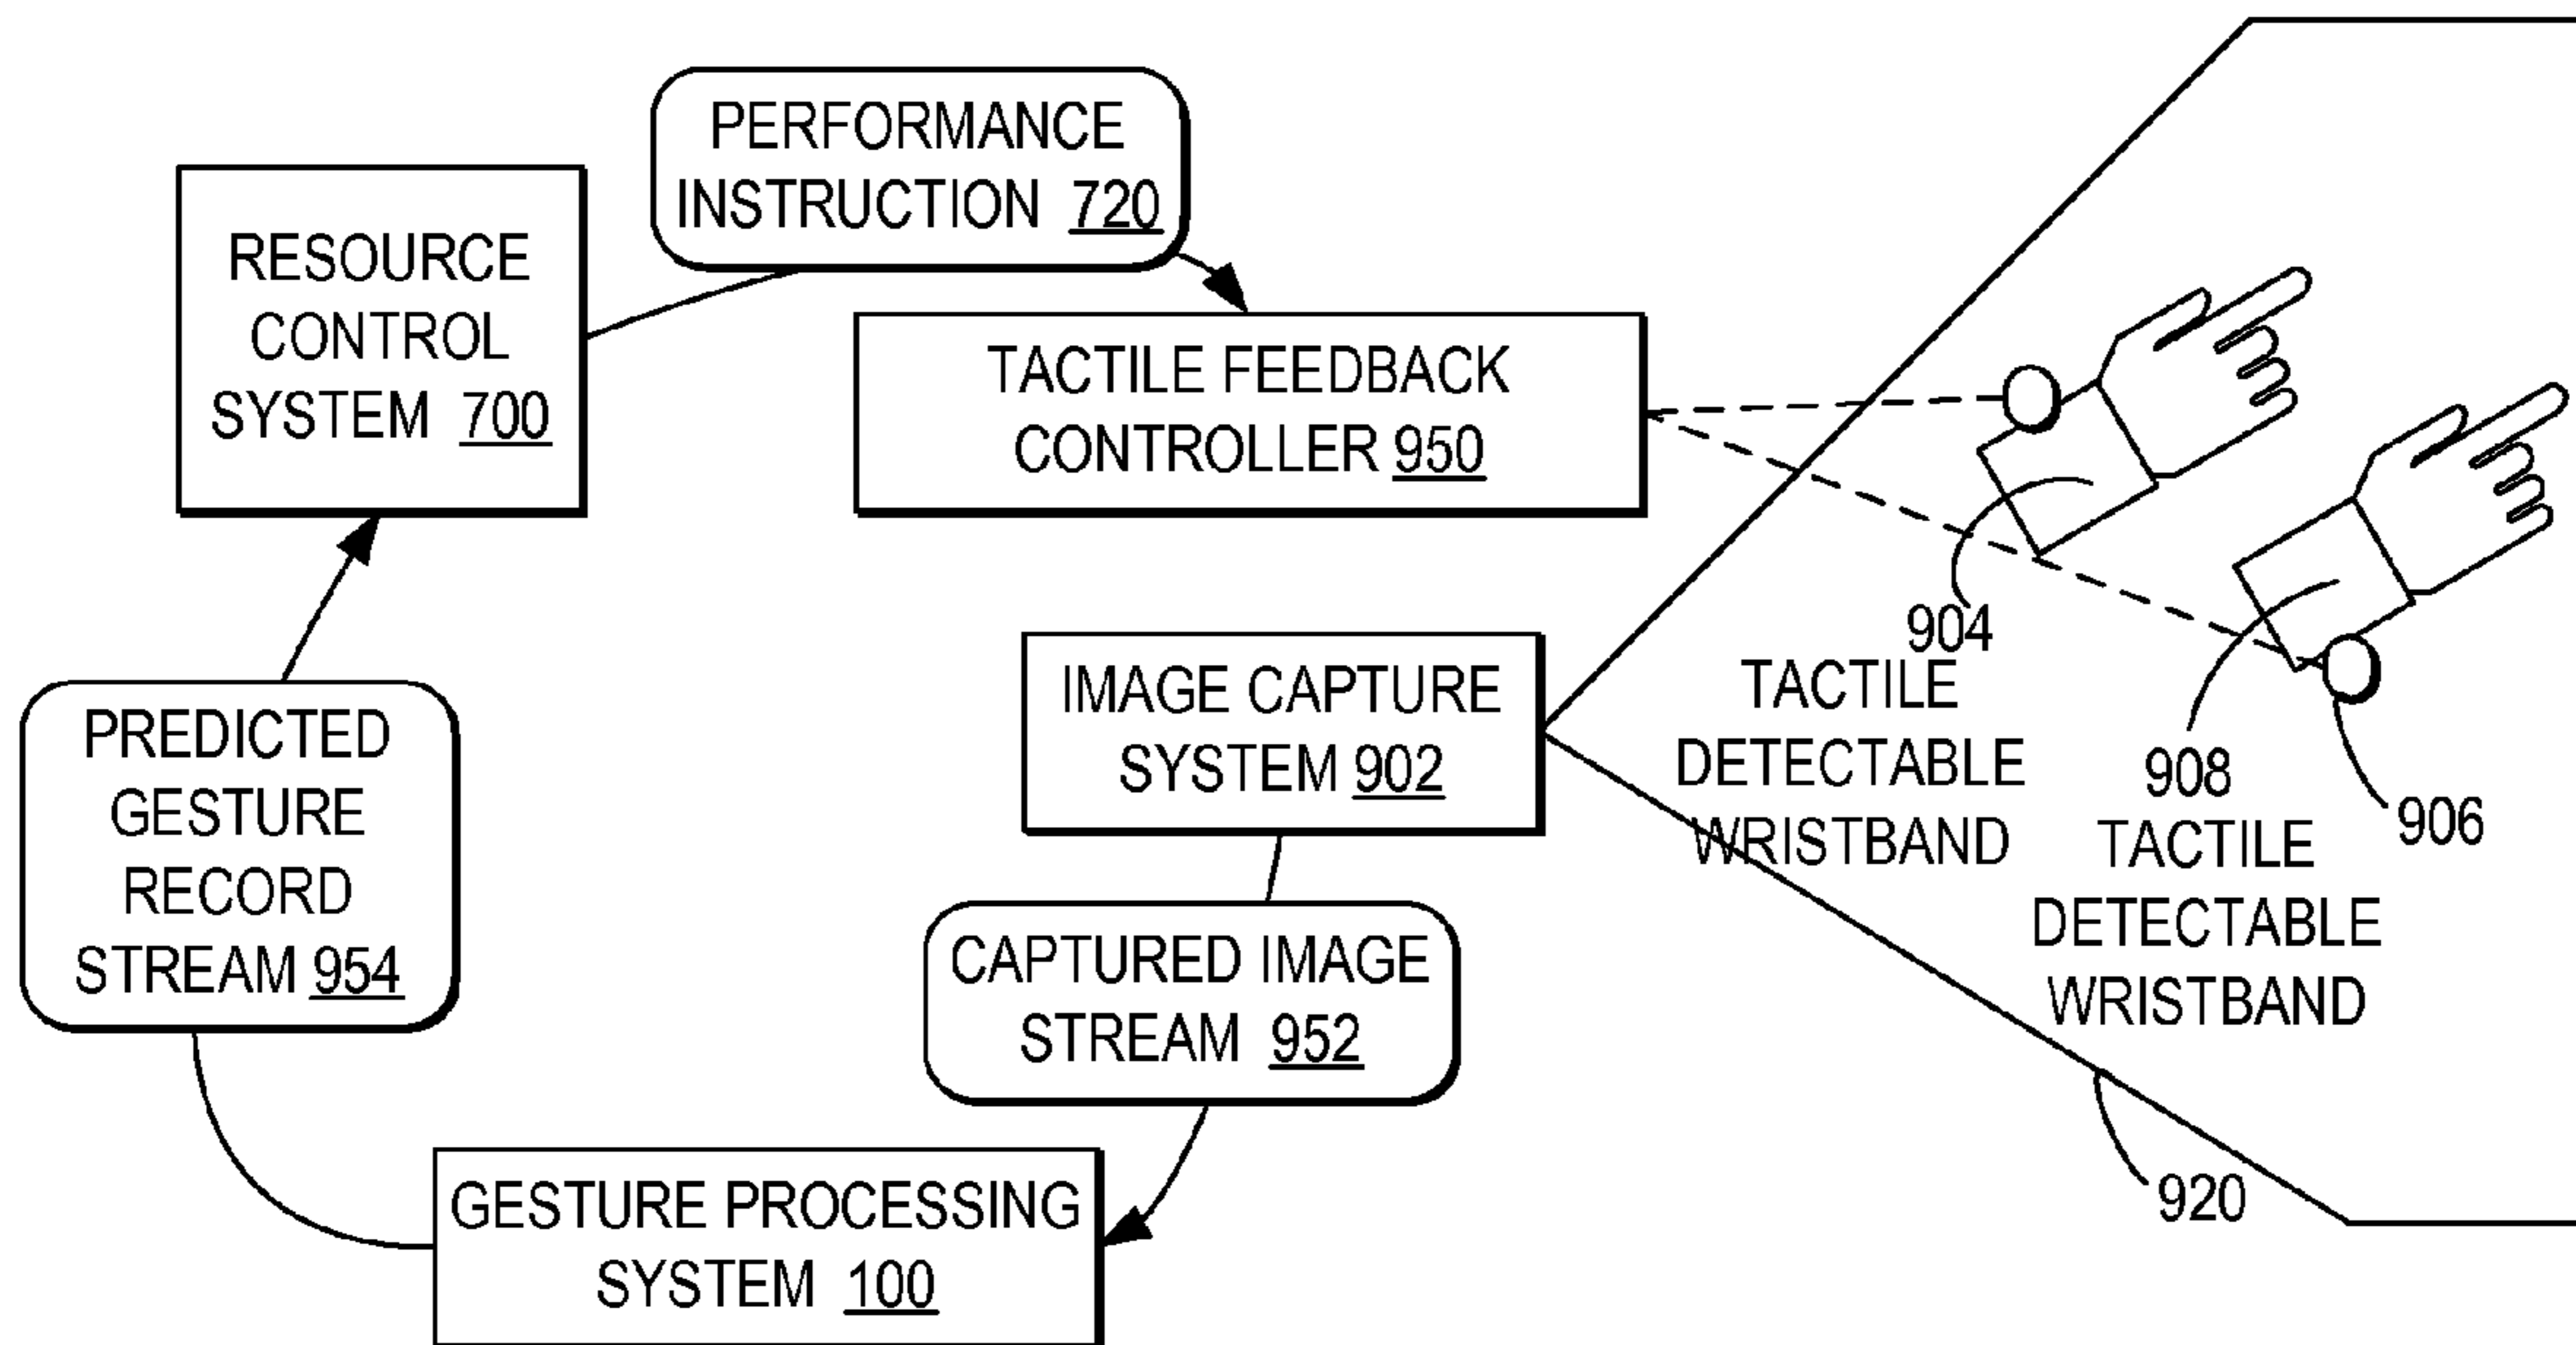 PERFORMANCE
INSTRUCTION 720
RESOURCE
CONTROL
SYSTEM 700
TACTILE FEEDBACK
CONTROLLER 950
904
TACTILE
DETECTABLE
WRISTBAND
908
TACTILE
DETECTABLE
WRISTBAND
906
IMAGE CAPTURE
SYSTEM 902
PREDICTED
GESTURE
RECORD
STREAM 954
CAPTURED IMAGE
STREAM 952
920
GESTURE PROCESSING
SYSTEM 100